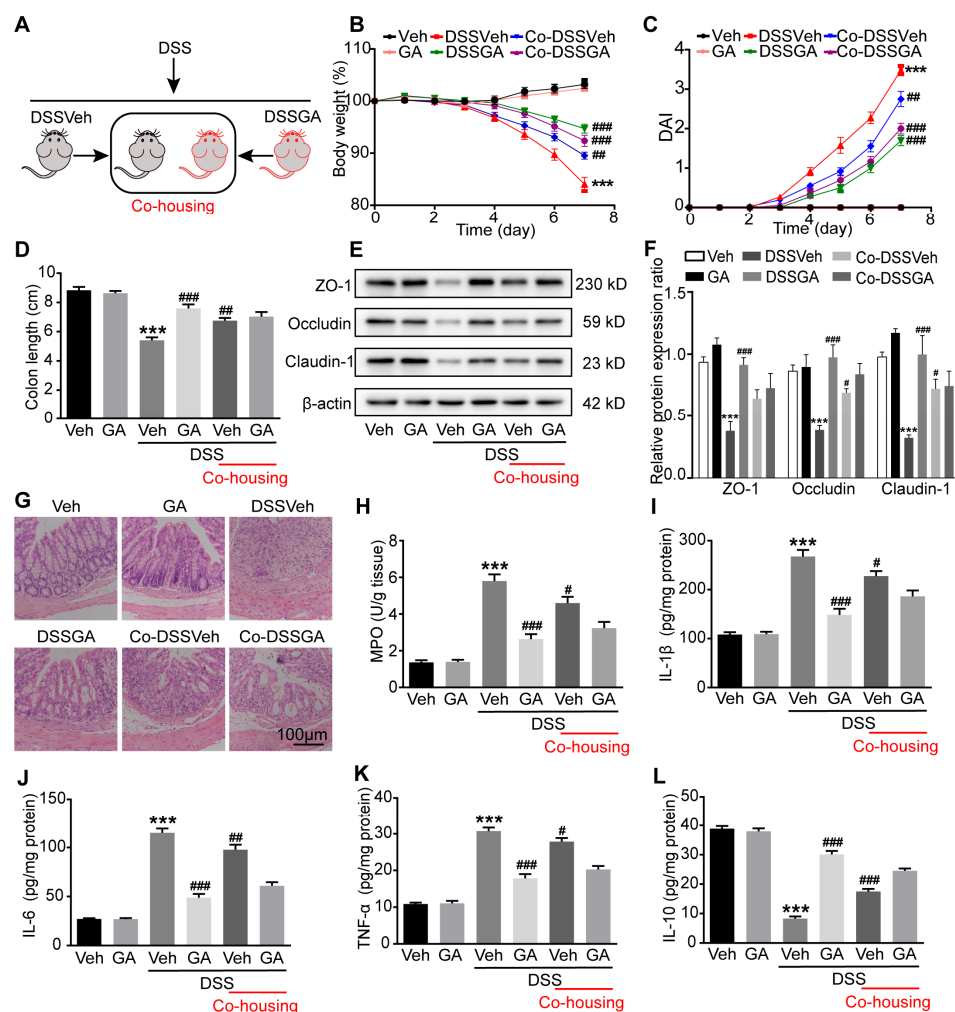 A
DSS
DSSVeh
DSSGA
Co-housing
B
Veh DSSVeh Co-DSSVeh
GA DSSGA Co-DSSGA
Body weight (%)
110
100
90
80
0 2 4 6 8
Time (day)
###
###
##
***
C
Veh DSSVeh Co-DSSVeh
GA DSSGA Co-DSSGA
DAI
4
3
2
1
0
0 2 4 6 8
Time (day)
***
##
###
###
D
Colon length (cm)
10
8
6
4
2
0
***
###
##
Veh GA Veh GA Veh GA
DSS
Co-housing
E
ZO-1 230 kD
Occludin 59 kD
Claudin-1 23 kD
β-actin 42 kD
Veh GA Veh GA Veh GA
DSS
Co-housing
F
Veh DSSVeh Co-DSSVeh
GA DSSGA Co-DSSGA
Relative protein expression ratio
1.5
1.0
0.5
0.0
*** ###
*** ### #
*** ### #
ZO-1 Occludin Claudin-1
G
Veh GA DSSVeh
DSSGA Co-DSSVeh Co-DSSGA
100μm
H
MPO (U/g tissue)
8
6
4
2
0
***
###
#
Veh GA Veh GA Veh GA
DSS
Co-housing
I
IL-1β (pg/mg protein)
300
200
100
0
***
###
#
Veh GA Veh GA Veh GA
DSS
Co-housing
J
IL-6 (pg/mg protein)
150
100
50
0
***
###
##
Veh GA Veh GA Veh GA
DSS
Co-housing
K
TNF-α (pg/mg protein)
40
30
20
10
0
***
###
#
Veh GA Veh GA Veh GA
DSS
Co-housing
L
IL-10 (pg/mg protein)
50
40
30
20
10
0
***
###
###
Veh GA Veh GA Veh GA
DSS
Co-housing